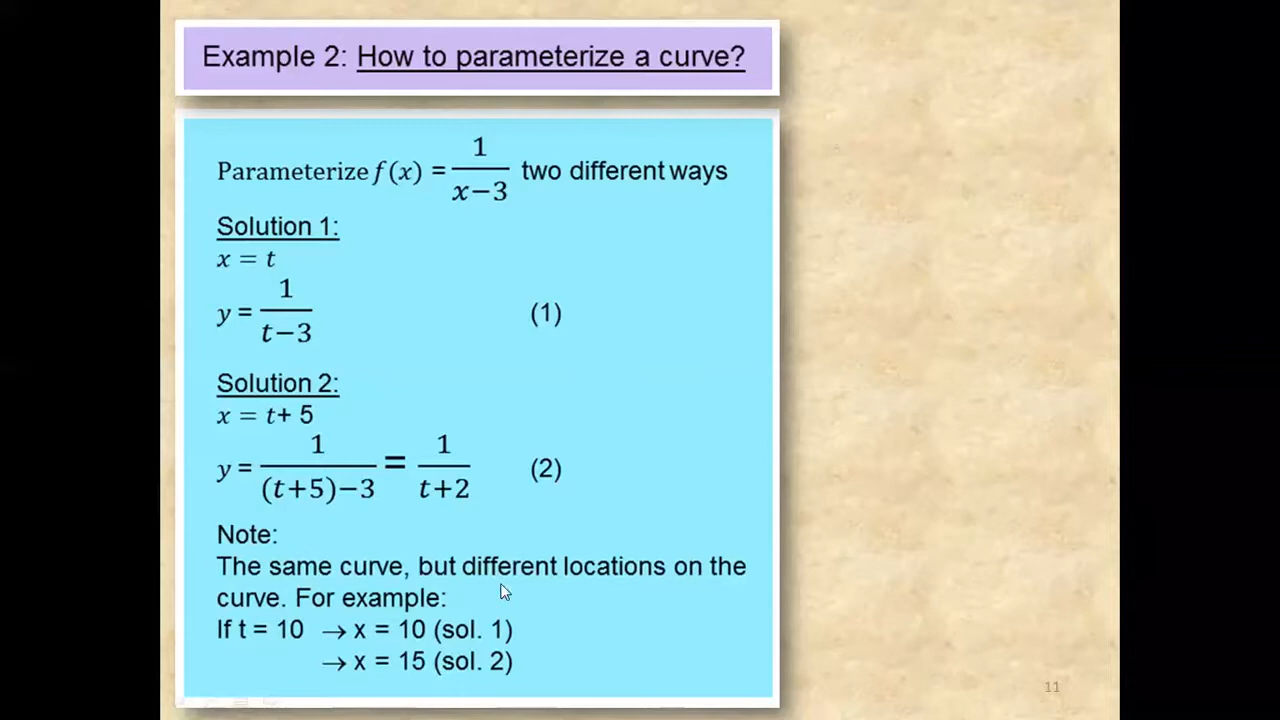 Example 2: How to parameterize a curve?
Parameterize f(x) = 1/(x−3) two different ways
Solution 1:
x = t
y = 1/(t−3) (1)
Solution 2:
x = t+ 5
y = 1/((t+5)−3) = 1/(t+2) (2)
Note:
The same curve, but different locations on the
curve. For example:
If t = 10 → x = 10 (sol. 1)
→ x = 15 (sol. 2)
11